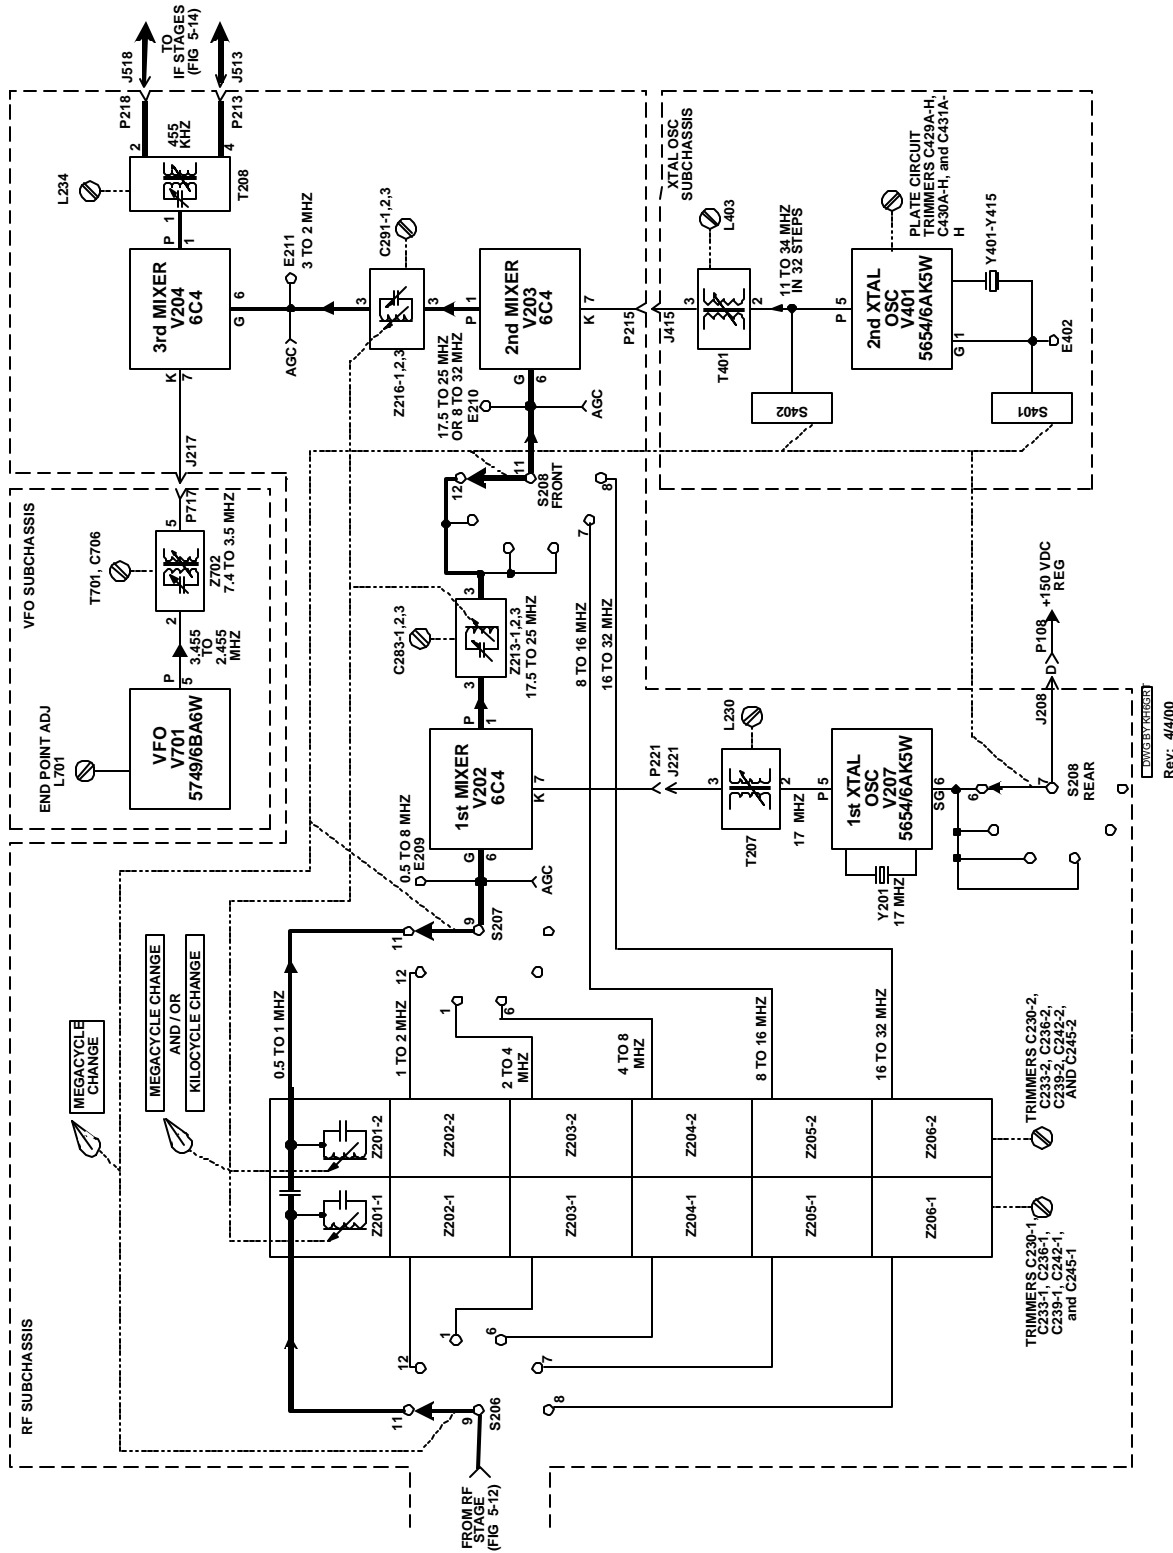 RF SUBCHASSIS
FROM RF
STAGE
(FIG 5-12)
9
S206
11
12
1
6
7
8
MEGACYCLE
CHANGE
MEGACYCLE CHANGE
AND / OR
KILOCYCLE CHANGE
Z201-1
Z201-2
Z202-1
Z202-2
Z203-1
Z203-2
Z204-1
Z204-2
Z205-1
Z205-2
Z206-1
Z206-2
TRIMMERS C230-1,
C233-1, C236-1,
C239-1, C242-1,
and C245-1
TRIMMERS C230-2,
C233-2, C236-2,
C239-2, C242-2,
AND C245-2
0.5 TO 1 MHZ
1 TO 2 MHZ
2 TO 4
MHZ
4 TO 8
MHZ
8 TO 16 MHZ
16 TO 32 MHZ
11
12
1
6
9
S207
0.5 TO 8 MHZ
E209
AGC
G
6
1st MIXER
V202
6C4
P
1
K
7
P221
J221
3
L230
T207
2
17 MHZ
P 5
1st XTAL
OSC
V207
5654/6AK5W
Y201
17 MHZ
SG 6
6
7
S208
REAR
J208
D
P108
+150 VDC
REG
C283-1,2,3
3
3
Z213-1,2,3
17.5 TO 25 MHZ
8 TO 16 MHZ
16 TO 32 MHZ
12
11
S208
FRONT
7
8
17.5 TO 25 MHZ
OR 8 TO 32 MHZ
E210
AGC
G
6
2nd MIXER
V203
6C4
P
1
K
7
P215
J415
XTAL OSC
SUBCHASSIS
3
L403
T401
2
11 TO 34 MHZ
IN 32 STEPS
P 5
2nd XTAL
OSC
V401
5654/6AK5W
PLATE CIRCUIT
TRIMMERS C429A-H,
C430A-H, and C431A-
H
Y401-Y415
G 1
E402
S402
S401
3
C291-1,2,3
Z216-1,2,3
3
AGC
E211
3 TO 2 MHZ
G
6
3rd MIXER
V204
6C4
K
7
P
1
1
L234
T208
455
KHZ
2
4
P218
J518
P213
J513
TO
IF STAGES
(FIG 5-14)
VFO SUBCHASSIS
END POINT ADJ
L701
VFO
V701
5749/6BA6W
P
5
3.455
TO
2.455
MHZ
2
T701, C706
Z702
7.4 TO 3.5 MHZ
5
P717
J217
DWG BY KH6GRT
Rev: 4/4/00